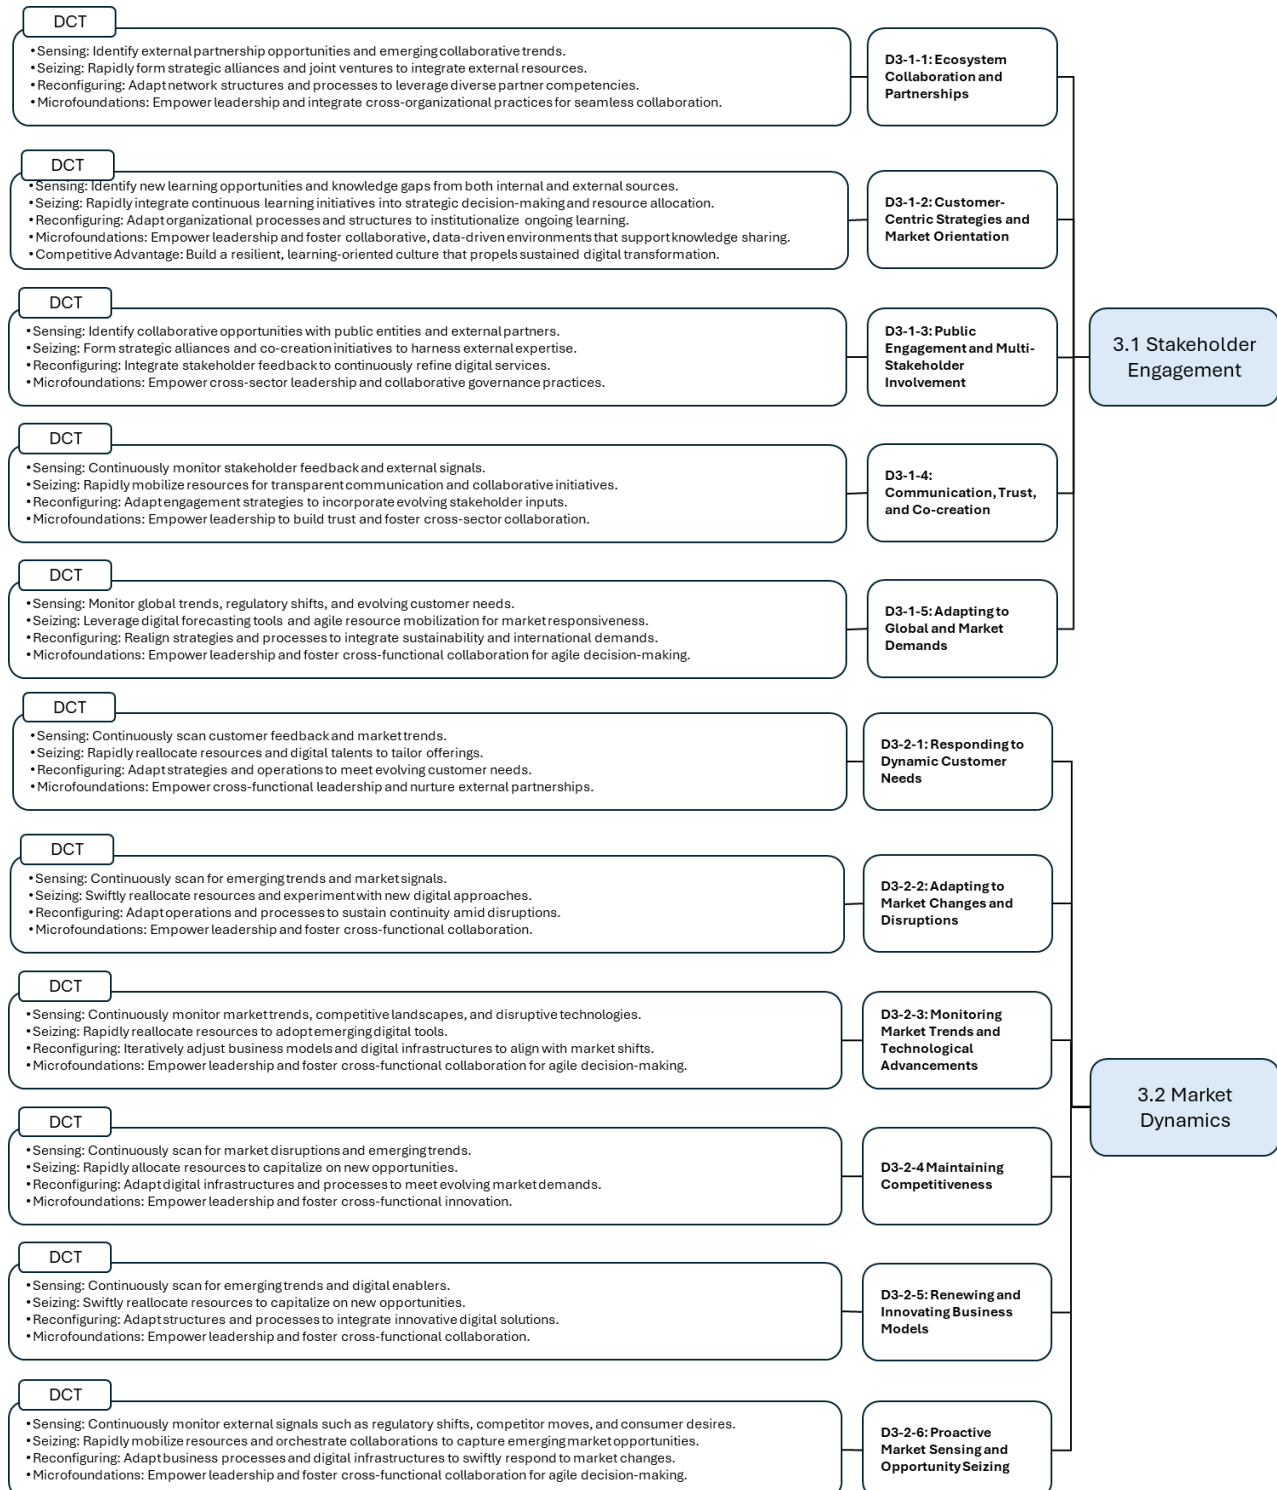 DCT
•Sensing: Identify external partnership opportunities and emerging collaborative trends.
•Seizing: Rapidly form strategic alliances and joint ventures to integrate external resources.
•Reconfiguring: Adapt network structures and processes to leverage diverse partner competencies.
•Microfoundations: Empower leadership and integrate cross-organizational practices for seamless collaboration.
D3-1-1: Ecosystem
Collaboration and
Partnerships
DCT
•Sensing: Identify new learning opportunities and knowledge gaps from both internal and external sources.
•Seizing: Rapidly integrate continuous learning initiatives into strategic decision-making and resource allocation.
•Reconfiguring: Adapt organizational processes and structures to institutionalize ongoing learning.
•Microfoundations: Empower leadership and foster collaborative, data-driven environments that support knowledge sharing.
•Competitive Advantage: Build a resilient, learning-oriented culture that propels sustained digital transformation.
D3-1-2: Customer-
Centric Strategies and
Market Orientation
DCT
•Sensing: Identify collaborative opportunities with public entities and external partners.
•Seizing: Form strategic alliances and co-creation initiatives to harness external expertise.
•Reconfiguring: Integrate stakeholder feedback to continuously refine digital services.
•Microfoundations: Empower cross-sector leadership and collaborative governance practices.
D3-1-3: Public
Engagement and Multi-
Stakeholder
Involvement
3.1 Stakeholder
Engagement
DCT
•Sensing: Continuously monitor stakeholder feedback and external signals.
•Seizing: Rapidly mobilize resources for transparent communication and collaborative initiatives.
•Reconfiguring: Adapt engagement strategies to incorporate evolving stakeholder inputs.
•Microfoundations: Empower leadership to build trust and foster cross-sector collaboration.
D3-1-4:
Communication, Trust,
and Co-creation
DCT
•Sensing: Monitor global trends, regulatory shifts, and evolving customer needs.
•Seizing: Leverage digital forecasting tools and agile resource mobilization for market responsiveness.
•Reconfiguring: Realign strategies and processes to integrate sustainability and international demands.
•Microfoundations: Empower leadership and foster cross-functional collaboration for agile decision-making.
D3-1-5: Adapting to
Global and Market
Demands
DCT
•Sensing: Continuously scan customer feedback and market trends.
•Seizing: Rapidly reallocate resources and digital talents to tailor offerings.
•Reconfiguring: Adapt strategies and operations to meet evolving customer needs.
•Microfoundations: Empower cross-functional leadership and nurture external partnerships.
D3-2-1: Responding to
Dynamic Customer
Needs
DCT
•Sensing: Continuously scan for emerging trends and market signals.
•Seizing: Swiftly reallocate resources and experiment with new digital approaches.
•Reconfiguring: Adapt operations and processes to sustain continuity amid disruptions.
•Microfoundations: Empower leadership and foster cross-functional collaboration.
D3-2-2: Adapting to
Market Changes and
Disruptions
DCT
•Sensing: Continuously monitor market trends, competitive landscapes, and disruptive technologies.
•Seizing: Rapidly reallocate resources to adopt emerging digital tools.
•Reconfiguring: Iteratively adjust business models and digital infrastructures to align with market shifts.
•Microfoundations: Empower leadership and foster cross-functional collaboration for agile decision-making.
D3-2-3: Monitoring
Market Trends and
Technological
Advancements
3.2 Market
Dynamics
DCT
•Sensing: Continuously scan for market disruptions and emerging trends.
•Seizing: Rapidly allocate resources to capitalize on new opportunities.
•Reconfiguring: Adapt digital infrastructures and processes to meet evolving market demands.
•Microfoundations: Empower leadership and foster cross-functional innovation.
D3-2-4 Maintaining
Competitiveness
DCT
•Sensing: Continuously scan for emerging trends and digital enablers.
•Seizing: Swiftly reallocate resources to capitalize on new opportunities.
•Reconfiguring: Adapt structures and processes to integrate innovative digital solutions.
•Microfoundations: Empower leadership and foster cross-functional collaboration.
D3-2-5: Renewing and
Innovating Business
Models
DCT
•Sensing: Continuously monitor external signals such as regulatory shifts, competitor moves, and consumer desires.
•Seizing: Rapidly mobilize resources and orchestrate collaborations to capture emerging market opportunities.
•Reconfiguring: Adapt business processes and digital infrastructures to swiftly respond to market changes.
•Microfoundations: Empower leadership and foster cross-functional collaboration for agile decision-making.
D3-2-6: Proactive
Market Sensing and
Opportunity Seizing